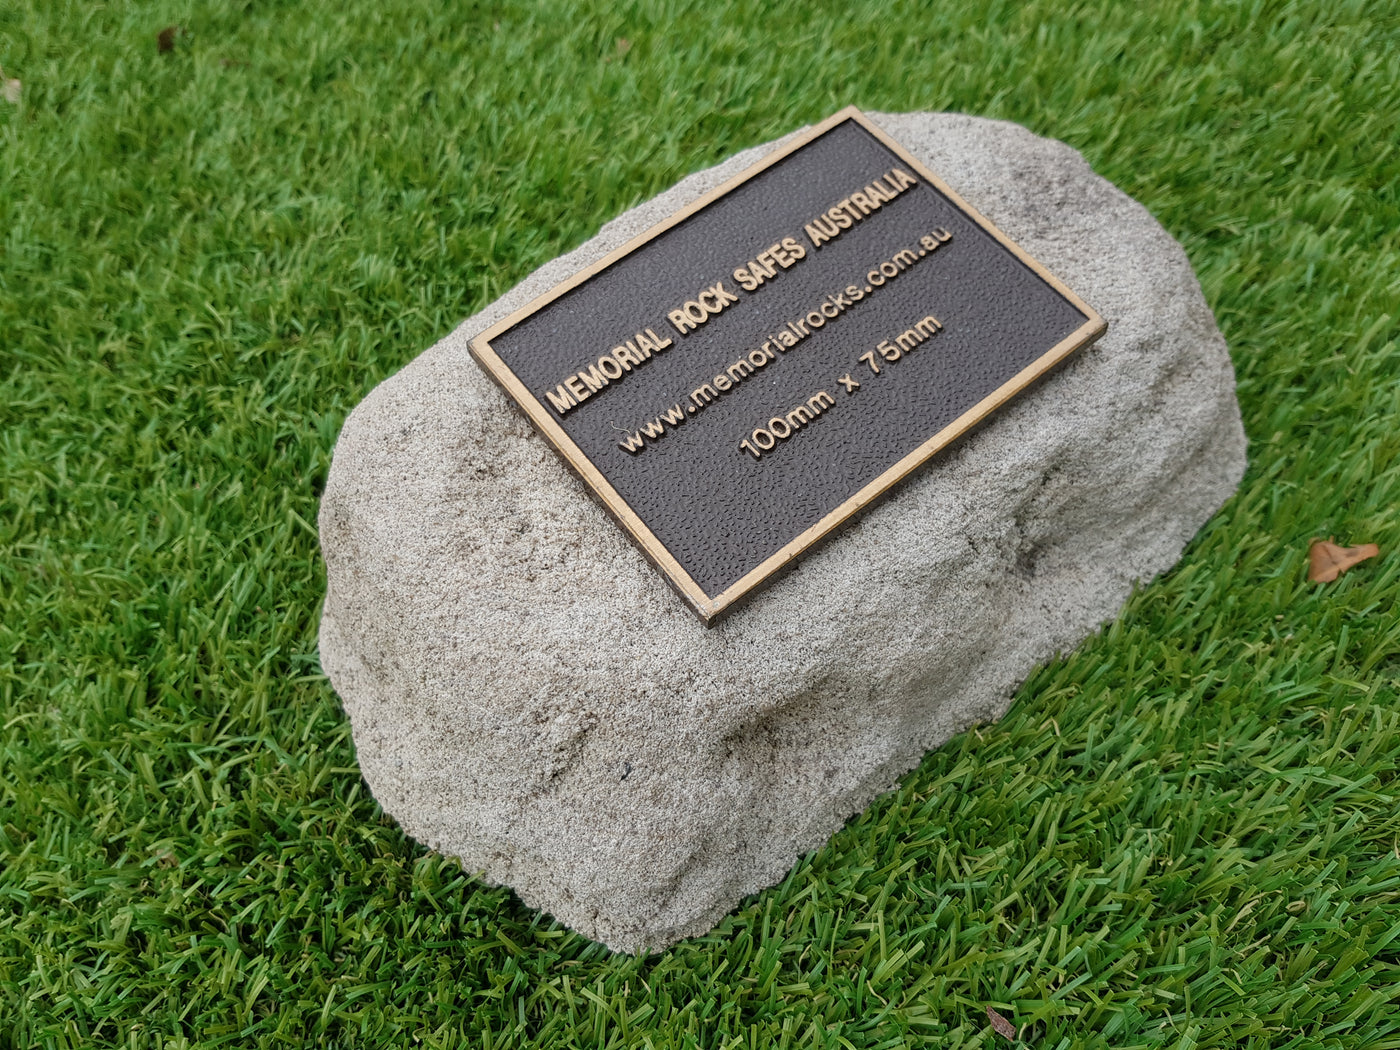 MEMORIAL ROCK SAFES AUSTRALIA
www.memorialrocks.com.au
100mm x 75mm